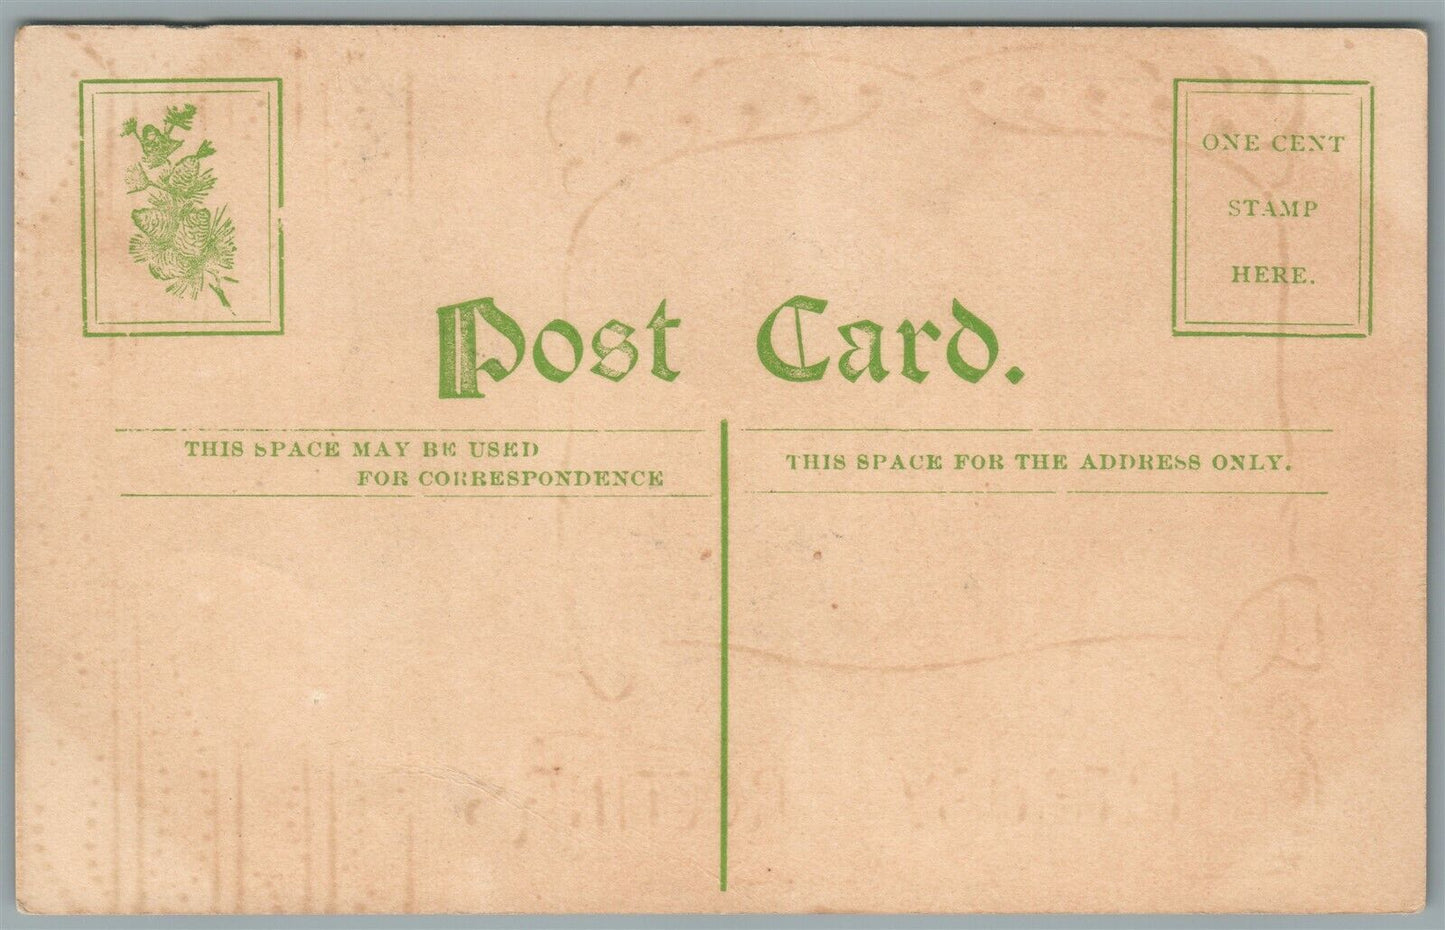 ONE CENT
STAMP
HERE.
Post Card.
THIS SPACE MAY BE USED
FOR CORRESPONDENCE
THIS SPACE FOR THE ADDRESS ONLY.